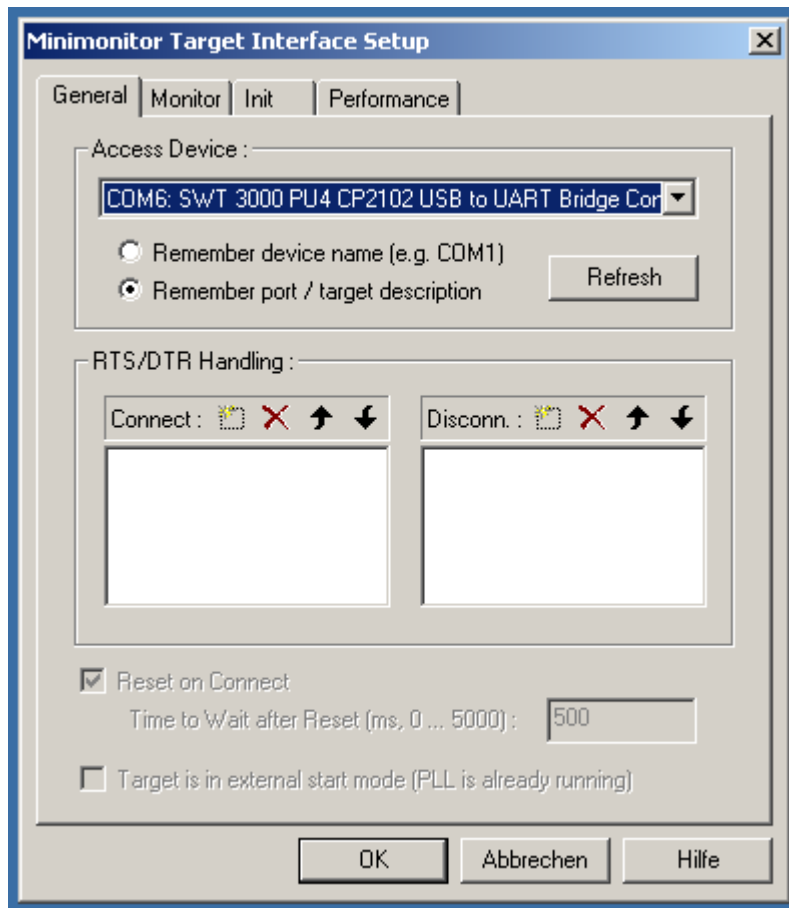 Minimonitor Target Interface Setup
General Monitor Init Performance
Access Device :
COM6: SWT 3000 PU4 CP2102 USB to UART Bridge Con
Remember device name (e.g. COM1)
Remember port / target description
Refresh
RTS/DTR Handling :
Connect : Disconn. :
Reset on Connect
Time to Wait after Reset (ms, 0 ... 5000) : 500
Target is in external start mode (PLL is already running)
OK Abbrechen Hilfe